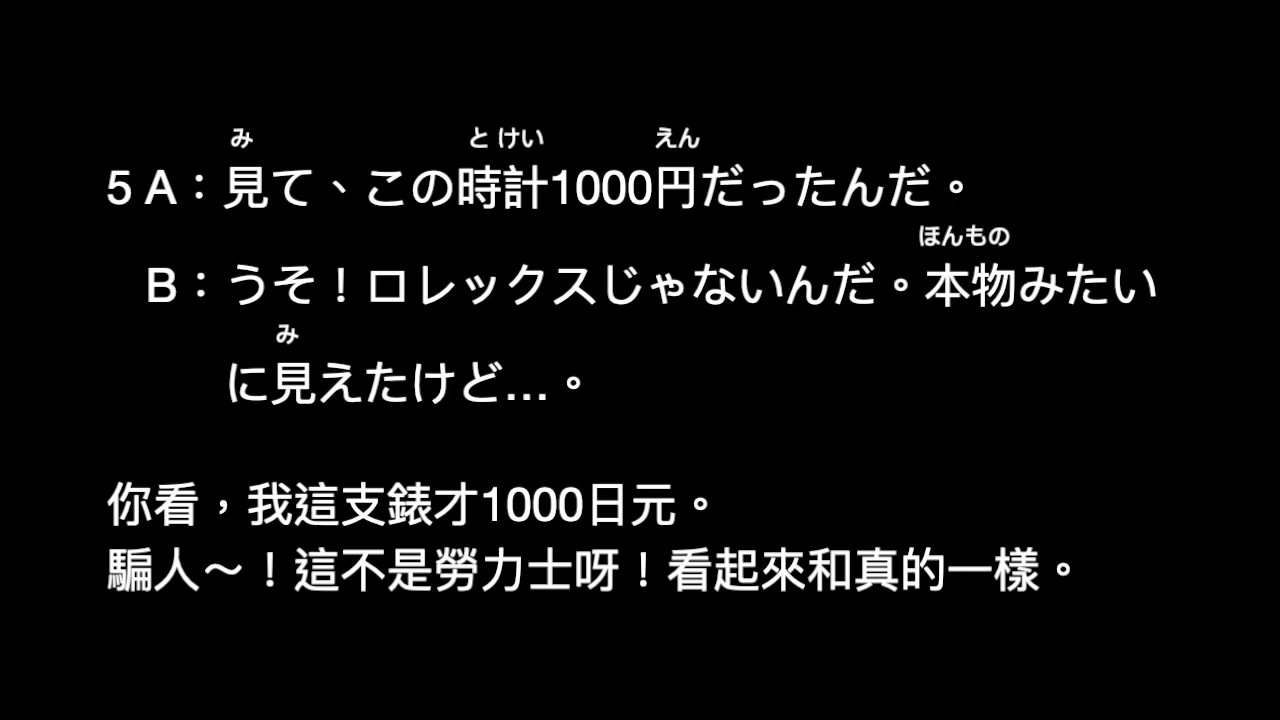 み とけい えん
5 A：見て、この時計1000円だったんだ。
ほんもの
B：うそ！ロレックスじゃないんだ。本物みたい
み
に見えたけど…。
你看，我這支錶才1000日元。
騙人～！這不是勞力士呀！看起來和真的一樣。